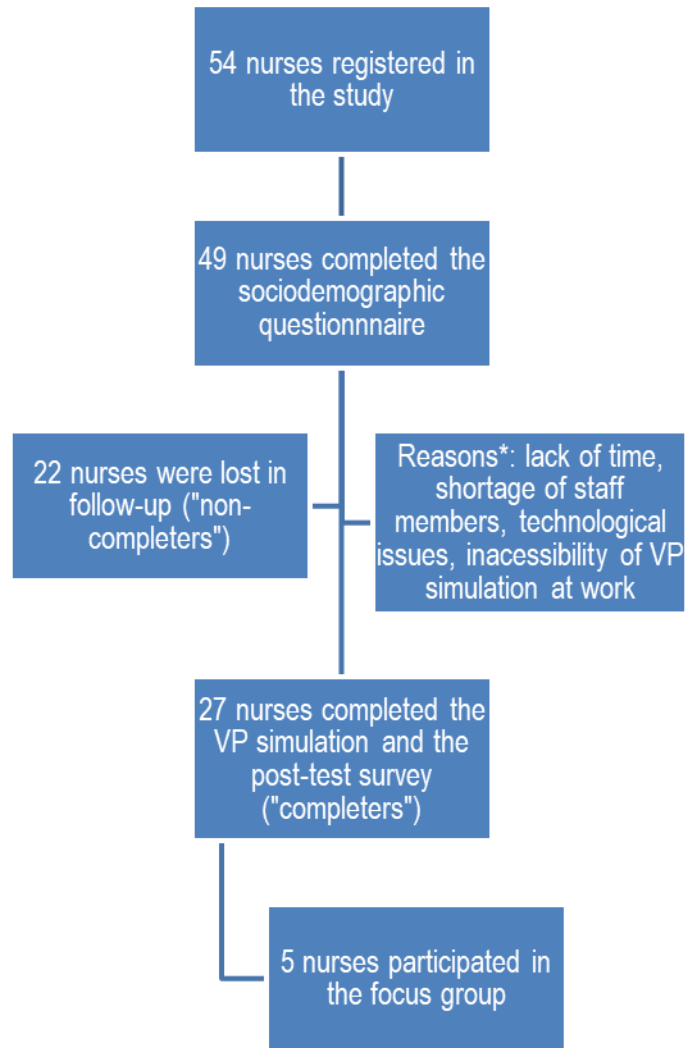 54 nurses registered in
the study
49 nurses completed the
sociodemographic
questionnnaire
22 nurses were lost in
follow-up ("non-
completers")
Reasons*: lack of time,
shortage of staff
members, technological
issues, inacessibility of VP
simulation at work
27 nurses completed the
VP simulation and the
post-test survey
("completers")
5 nurses participated in
the focus group